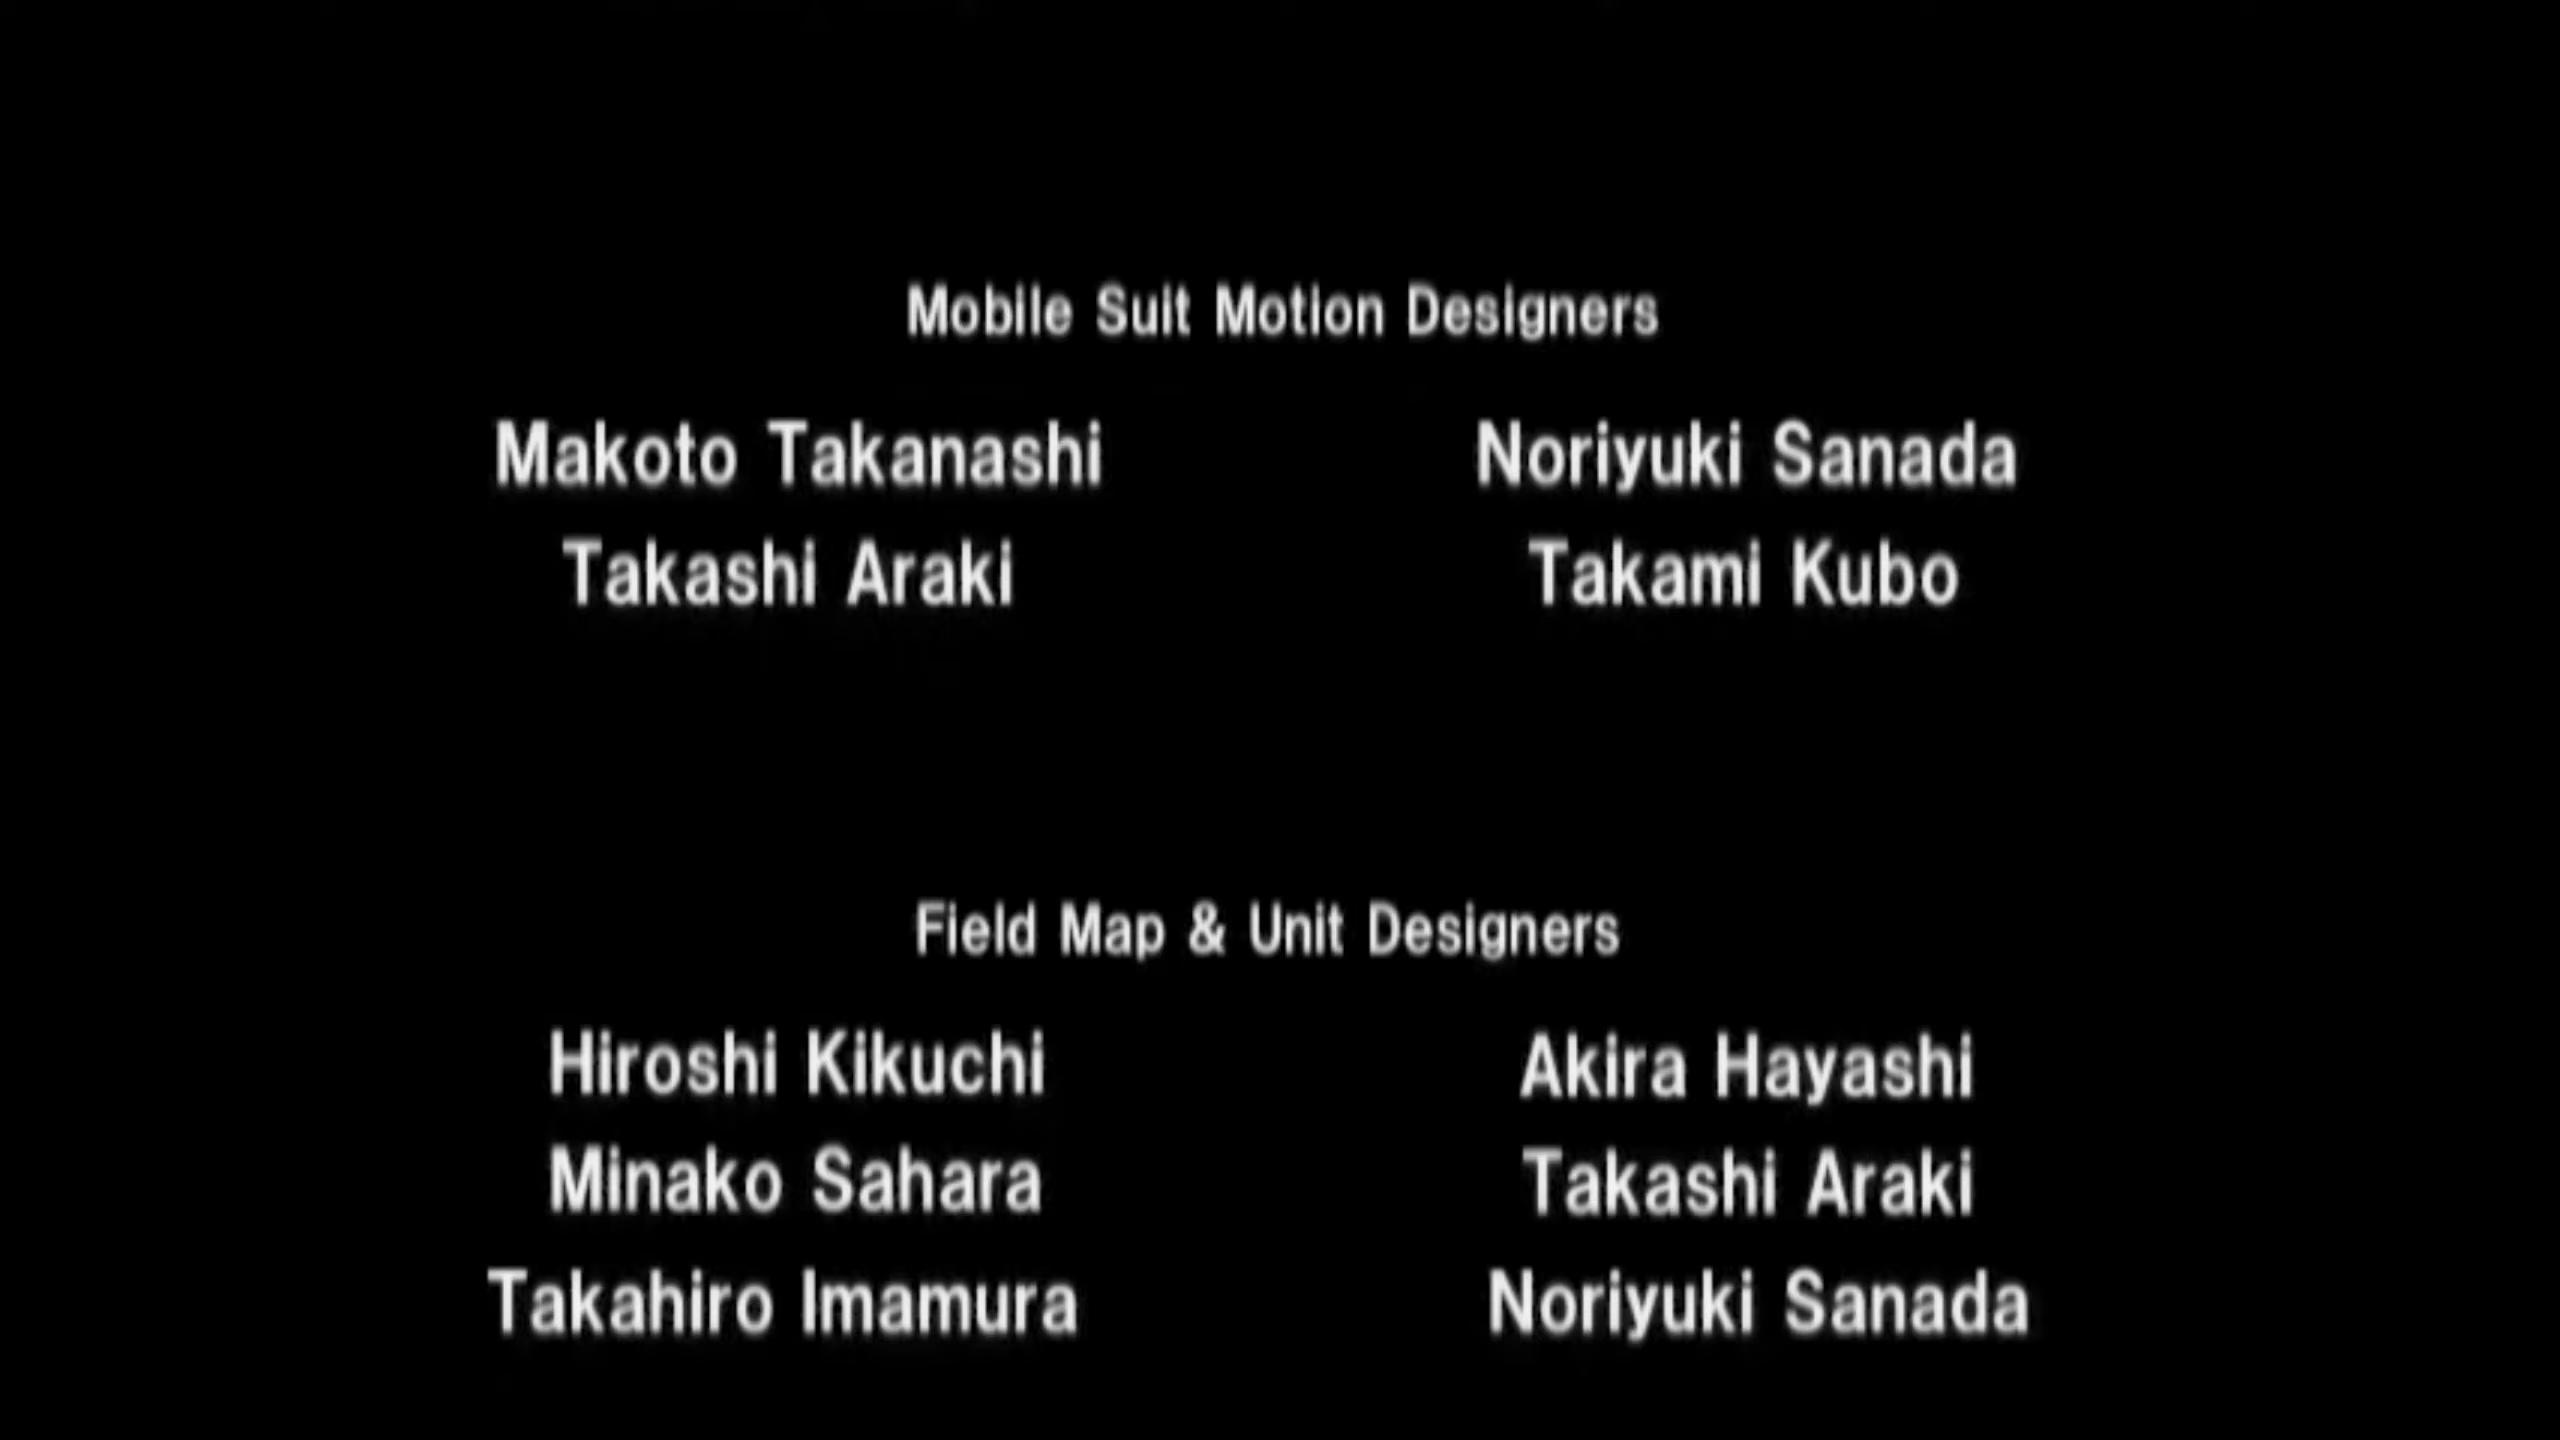 Mobile Suit Motion Designers
Makoto Takanashi Noriyuki Sanada
Takashi Araki Takami Kubo
Field Map & Unit Designers
Hiroshi Kikuchi Akira Hayashi
Minako Sahara Takashi Araki
Takahiro Imamura Noriyuki Sanada